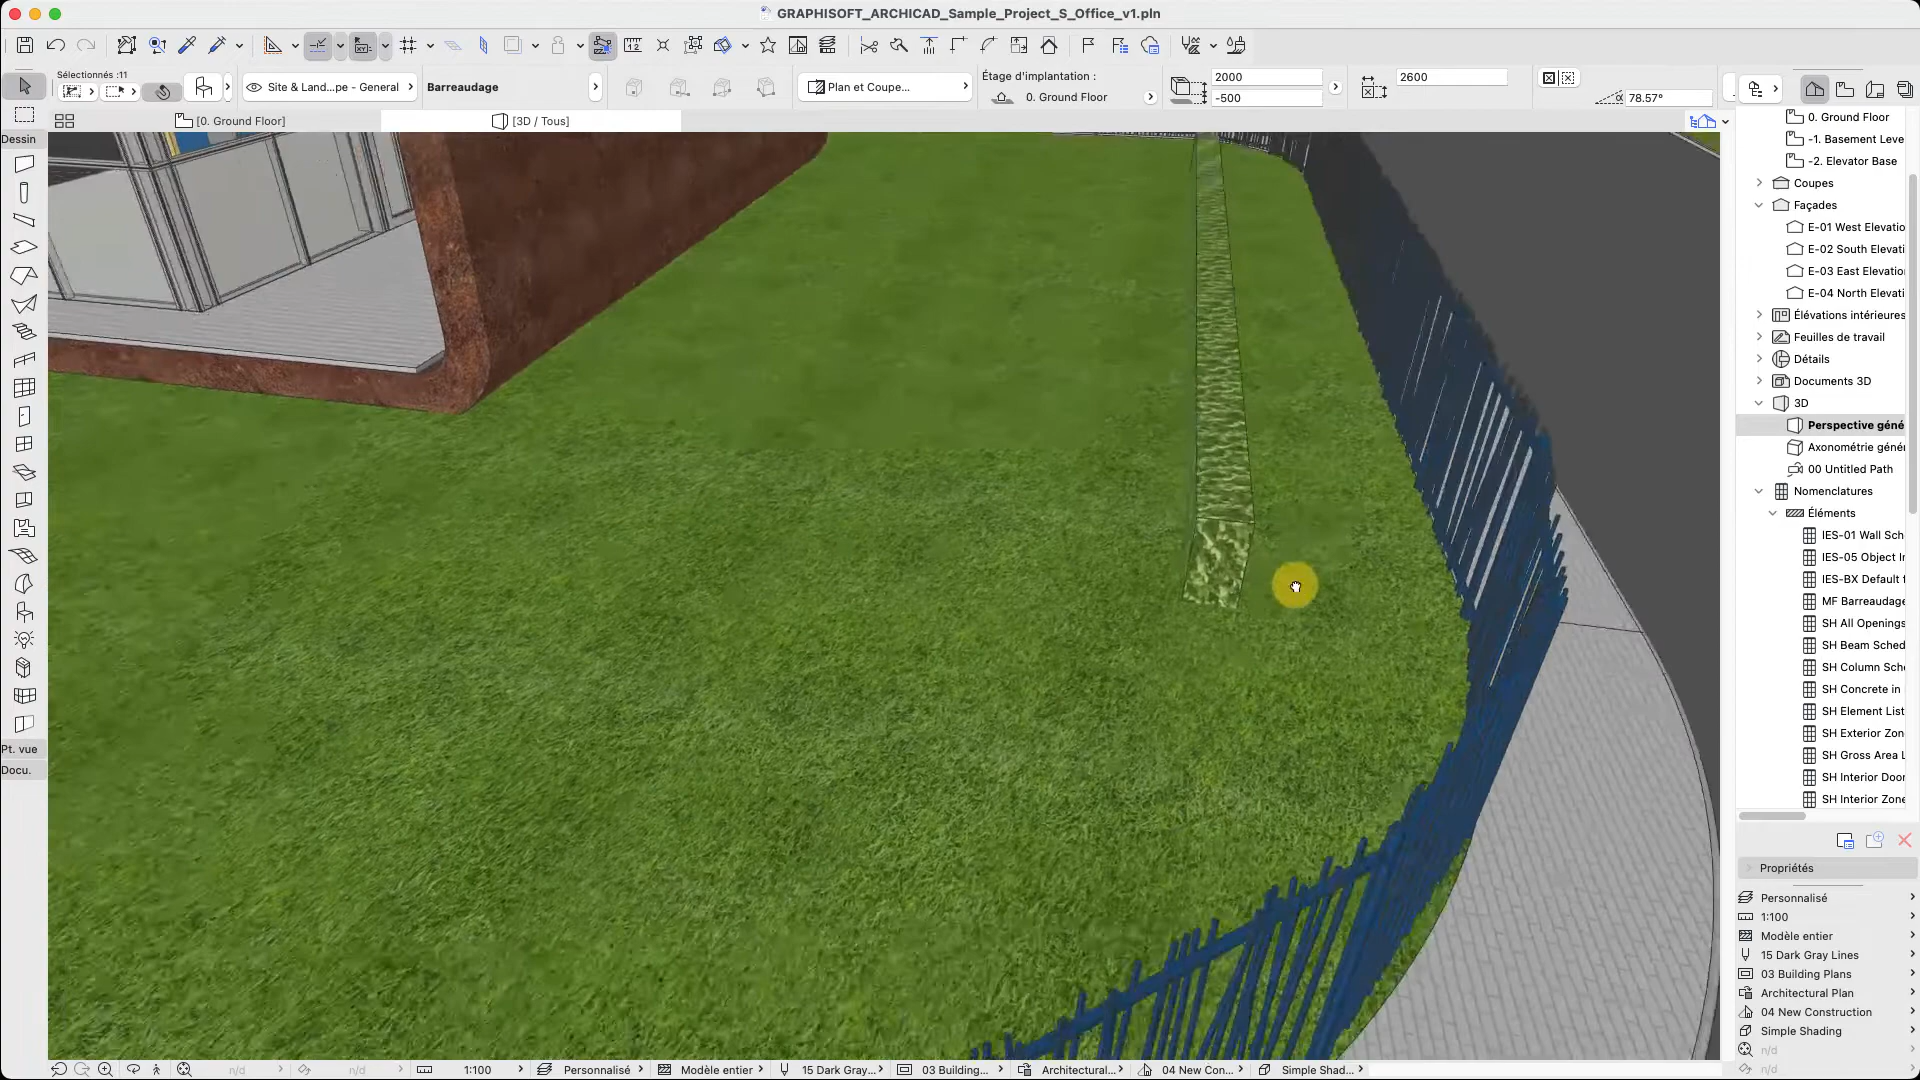 GRAPHISOFT_ARCHICAD_Sample_Project_S_Office_v1.pln
Sélectionnés :11
Site & Land...pe - General
Barreaudage
Plan et Coupe...
Étage d'implantation :
0. Ground Floor
2000
-500
2600
78.57°
[0. Ground Floor]
[3D / Tous]
Dessin
Pt. vue
Docu.
0. Ground Floor
-1. Basement Leve
-2. Elevator Base
Coupes
Façades
E-01 West Elevatio
E-02 South Elevati
E-03 East Elevatio
E-04 North Elevati
Élévations intérieures
Feuilles de travail
Détails
Documents 3D
3D
Perspective géné
Axonométrie génér
00 Untitled Path
Nomenclatures
Éléments
IES-01 Wall Sch
IES-05 Object In
IES-BX Default f
MF Barreaudage
SH All Openings
SH Beam Sched
SH Column Sch
SH Concrete in
SH Element List
SH Exterior Zon
SH Gross Area L
SH Interior Door
SH Interior Zone
Propriétés
Personnalisé
1:100
Modèle entier
15 Dark Gray Lines
03 Building Plans
Architectural Plan
04 New Construction
Simple Shading
n/d
n/d
n/d
n/d
1:100
Personnalisé
Modèle entier
15 Dark Gray...
03 Building...
Architectural...
04 New Con...
Simple Shad...